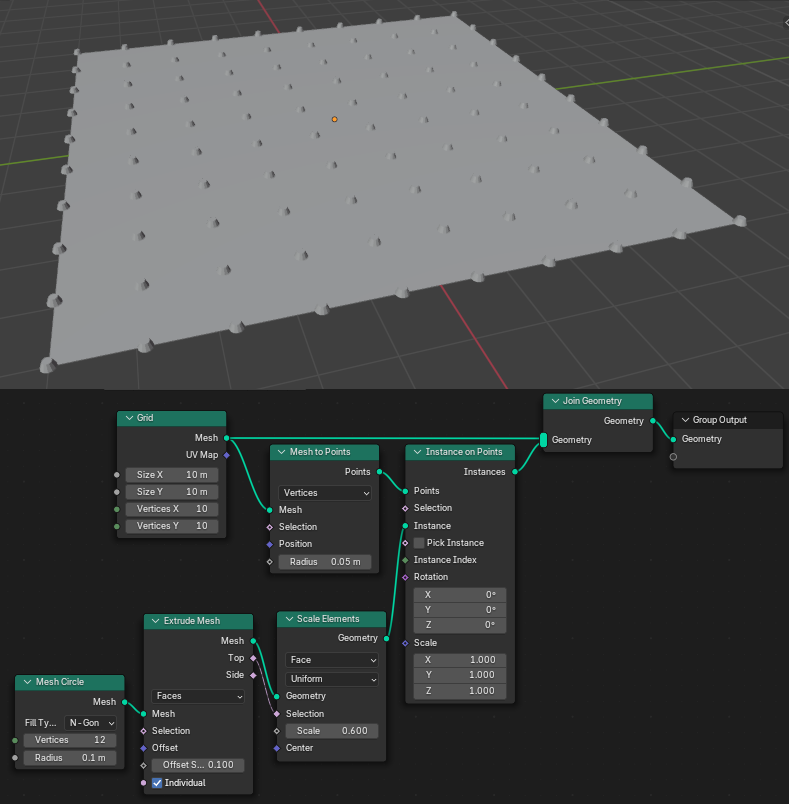 Join Geometry
Geometry
Geometry
Group Output
Geometry
Grid
Mesh
UV Map
Size X 10 m
Size Y 10 m
Vertices X 10
Vertices Y 10
Mesh to Points
Points
Vertices
Mesh
Selection
Position
Radius 0.05 m
Instance on Points
Instances
Points
Selection
Instance
Pick Instance
Instance Index
Rotation
X 0°
Y 0°
Z 0°
Scale
X 1.000
Y 1.000
Z 1.000
Extrude Mesh
Mesh
Top
Side
Faces
Mesh
Selection
Offset
Offset S... 0.100
Individual
Scale Elements
Geometry
Face
Uniform
Geometry
Selection
Scale 0.600
Center
Mesh Circle
Mesh
Fill Ty... N-Gon
Vertices 12
Radius 0.1 m